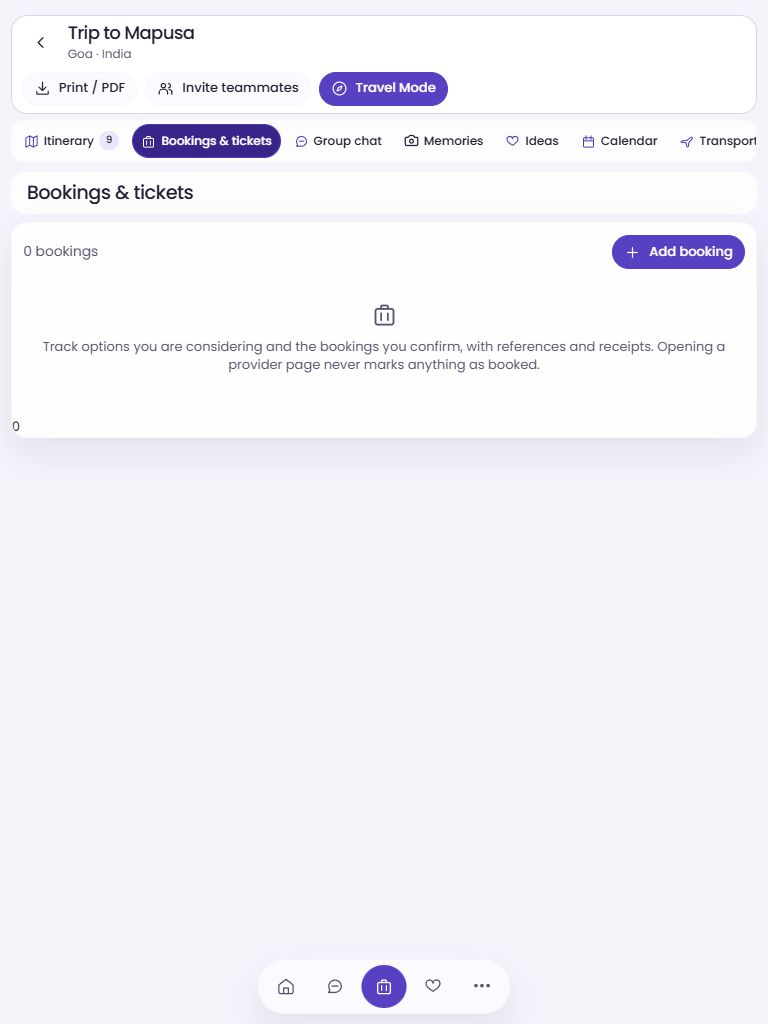 Trip to Mapusa
Goa · India
Print / PDF
Invite teammates
Travel Mode
Itinerary 9
Bookings & tickets
Group chat
Memories
Ideas
Calendar
Transport
Bookings & tickets
0 bookings
Add booking
Track options you are considering and the bookings you confirm, with references and receipts. Opening a
provider page never marks anything as booked.
0